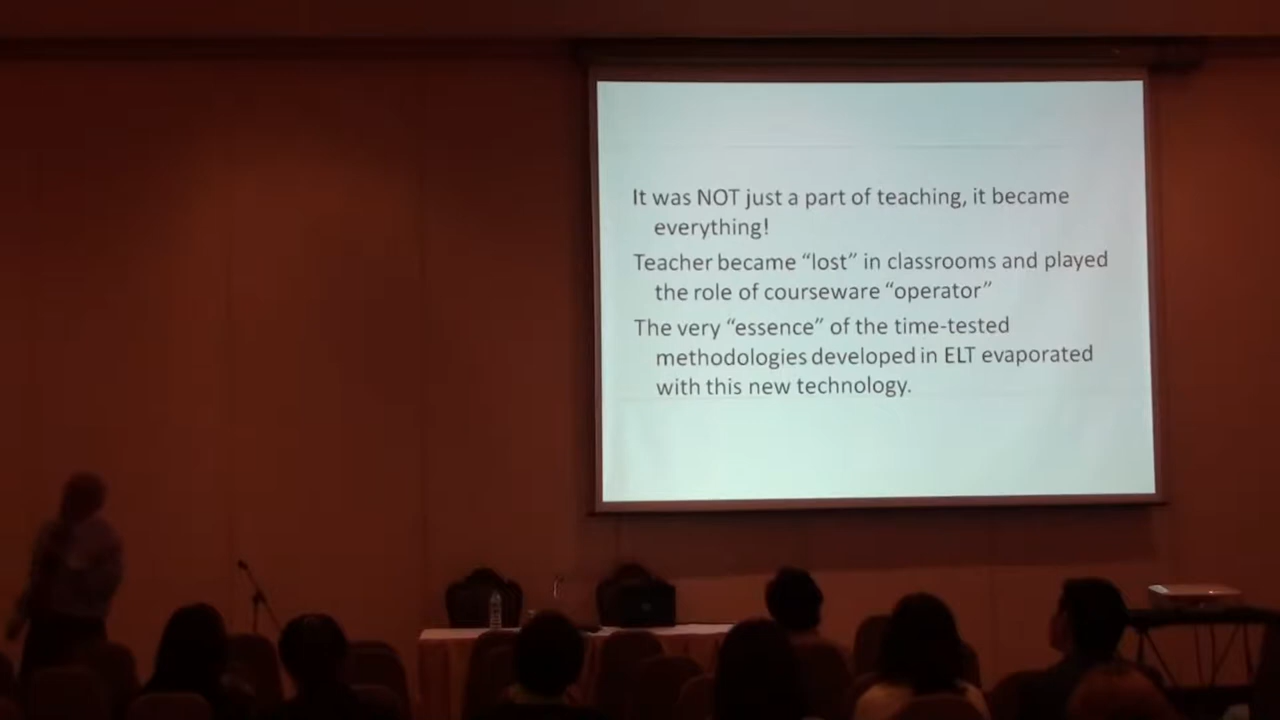 It was NOT just a part of teaching, it became
everything!
Teacher became “lost” in classrooms and played
the role of courseware “operator”
The very “essence” of the time-tested
methodologies developed in ELT evaporated
with this new technology.